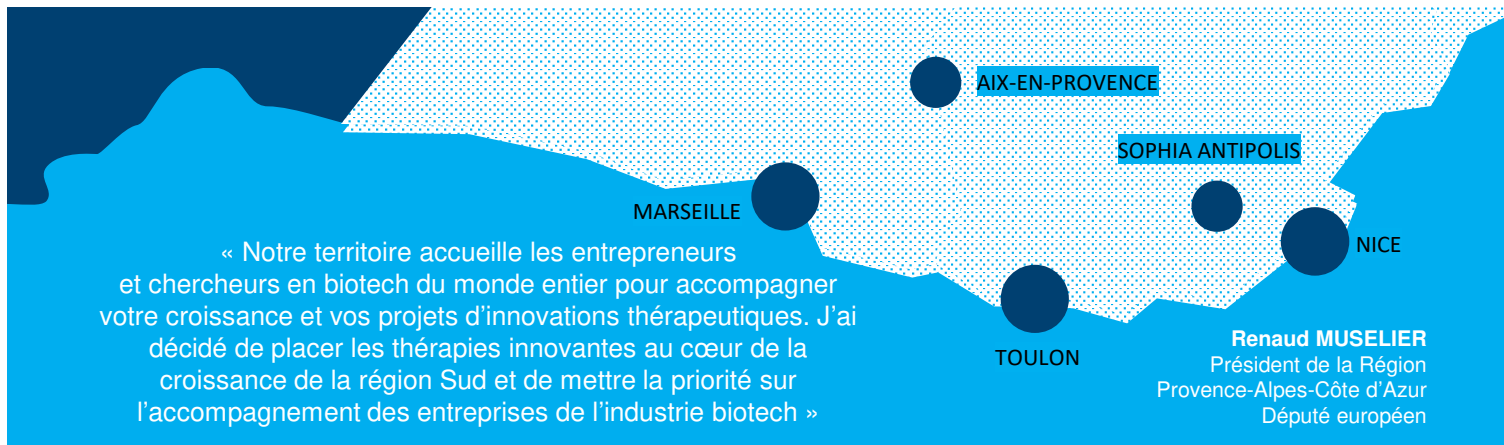 AIX-EN-PROVENCE
SOPHIA ANTIPOLIS
MARSEILLE
NICE
TOULON
« Notre territoire accueille les entrepreneurs
et chercheurs en biotech du monde entier pour accompagner
votre croissance et vos projets d’innovations thérapeutiques. J’ai
décidé de placer les thérapies innovantes au cœur de la
croissance de la région Sud et de mettre la priorité sur
l’accompagnement des entreprises de l’industrie biotech »
Renaud MUSELIER
Président de la Région
Provence-Alpes-Côte d’Azur
Député européen